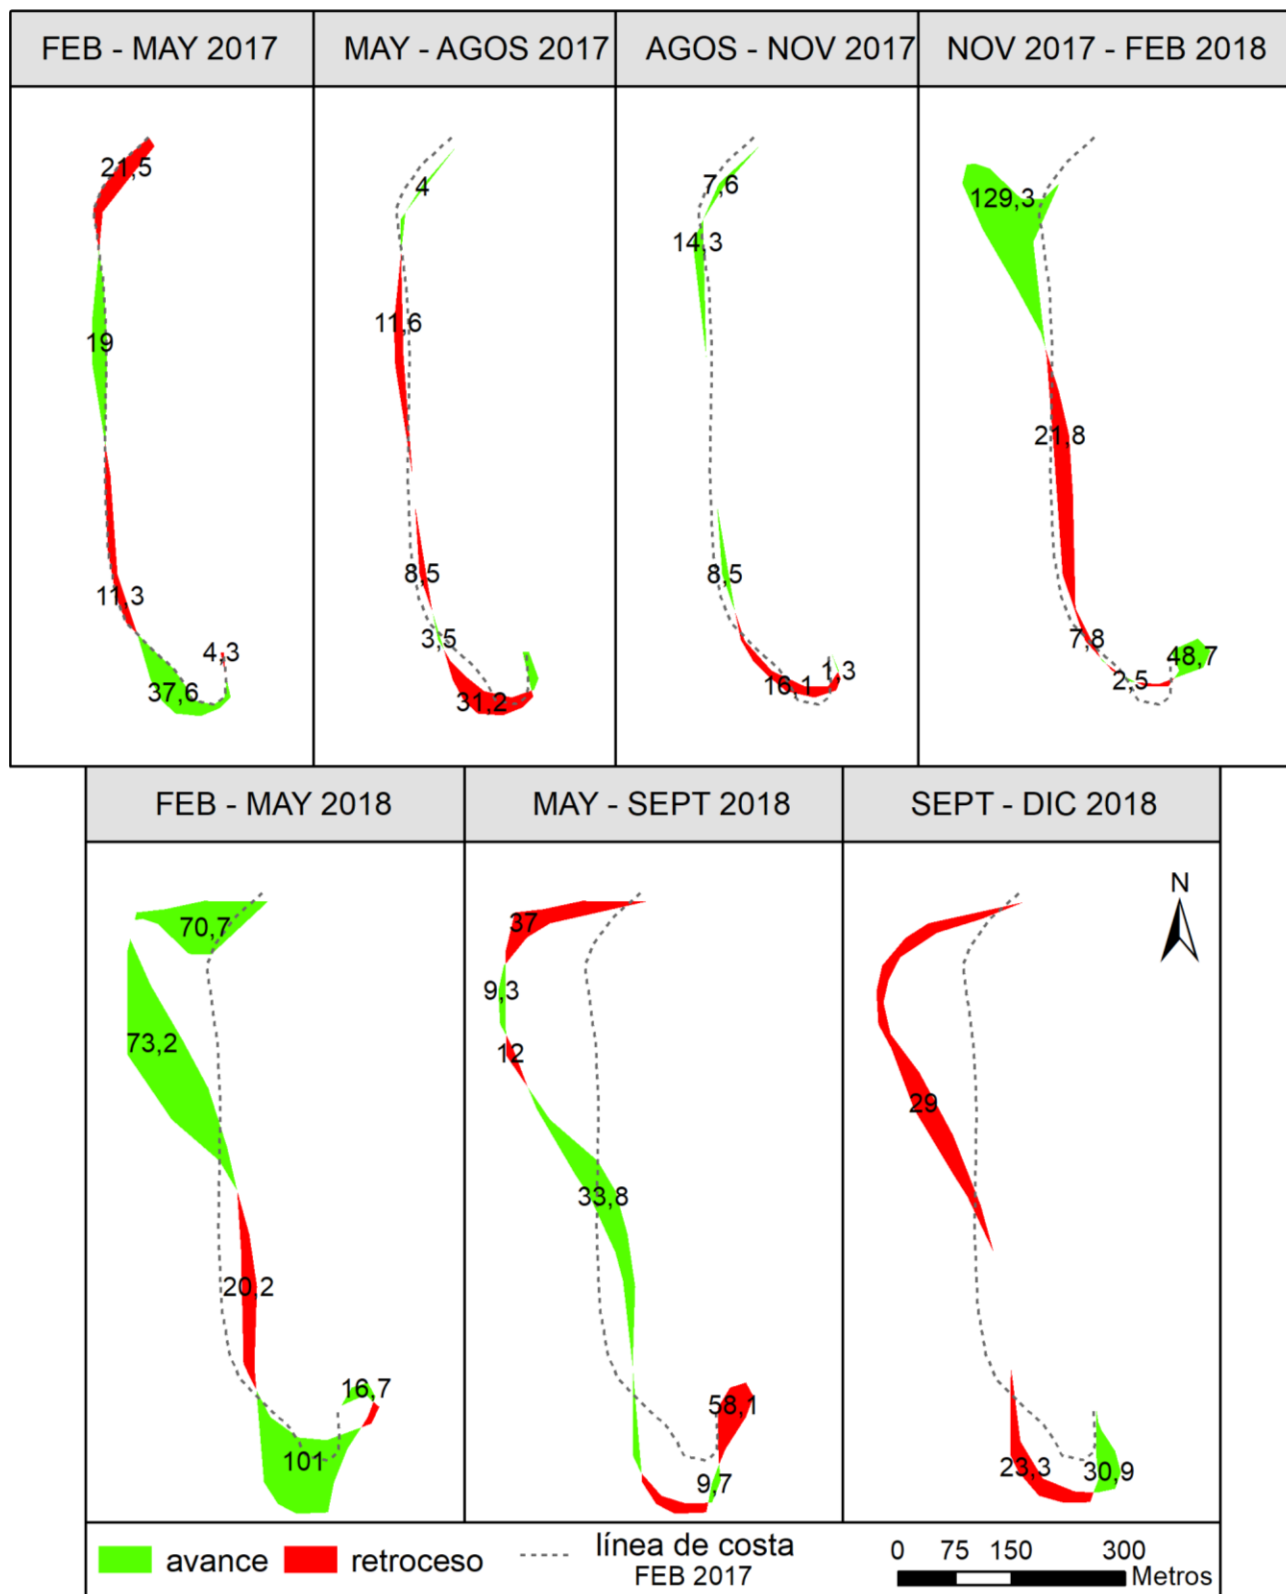 FEB - MAY 2017
MAY - AGOS 2017
AGOS - NOV 2017
NOV 2017 - FEB 2018
21,5
19
11,3
4,3
37,6
4
11,6
8,5
3,5
31,2
7,6
14,3
8,5
1,3
16,1
129,3
21,8
7,8
48,7
2,5
FEB - MAY 2018
MAY - SEPT 2018
SEPT - DIC 2018
70,7
73,2
20,2
16,7
101
37
9,3
12
33,8
58,1
9,7
N
29
23,3
30,9
avance
retroceso
línea de costa
FEB 2017
0 75 150 300
Metros